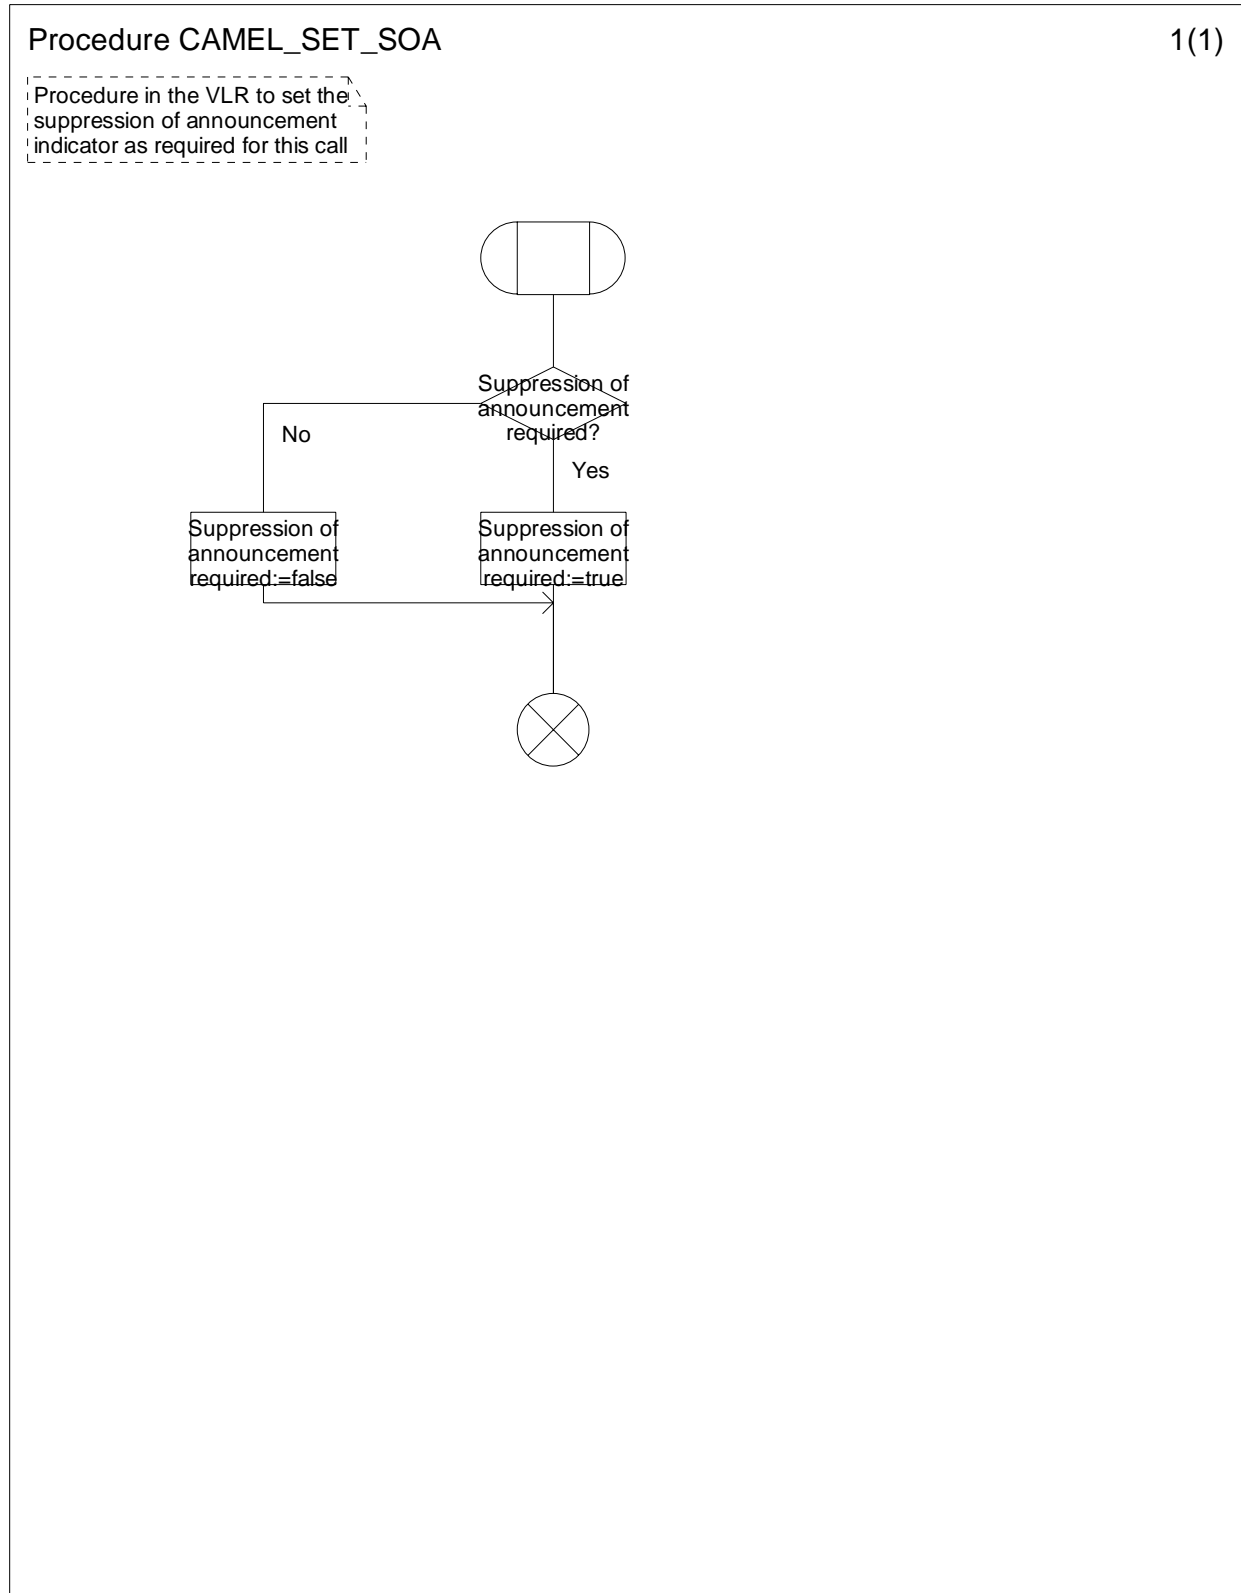 Procedure CAMEL_SET_SOA
1(1)
Procedure in the VLR to set the
suppression of announcement
indicator as required for this call
Suppression of
announcement
required?
No
Yes
Suppression of
announcement
required:=false
Suppression of
announcement
required:=true